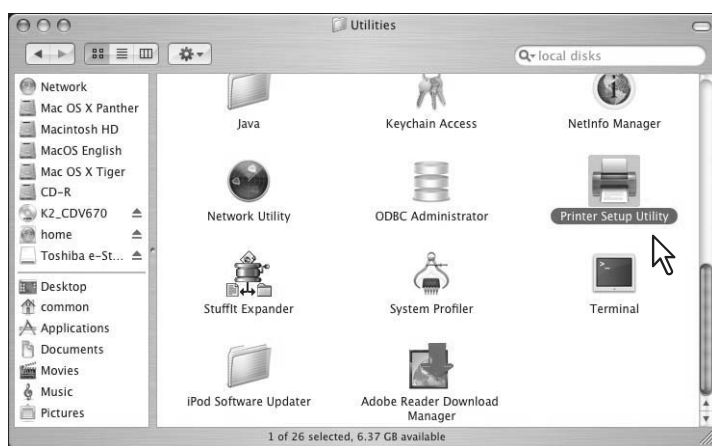 Utilities
local disks
Network
Mac OS X Panther
Macintosh HD
MacOS English
Mac OS X Tiger
CD-R
K2_CDV670
home
Toshiba e-St...
Desktop
common
Applications
Documents
Movies
Music
Pictures
Java
Keychain Access
NetInfo Manager
Network Utility
ODBC Administrator
Printer Setup Utility
StuffIt Expander
System Profiler
Terminal
iPod Software Updater
Adobe Reader Download
Manager
1 of 26 selected, 6.37 GB available